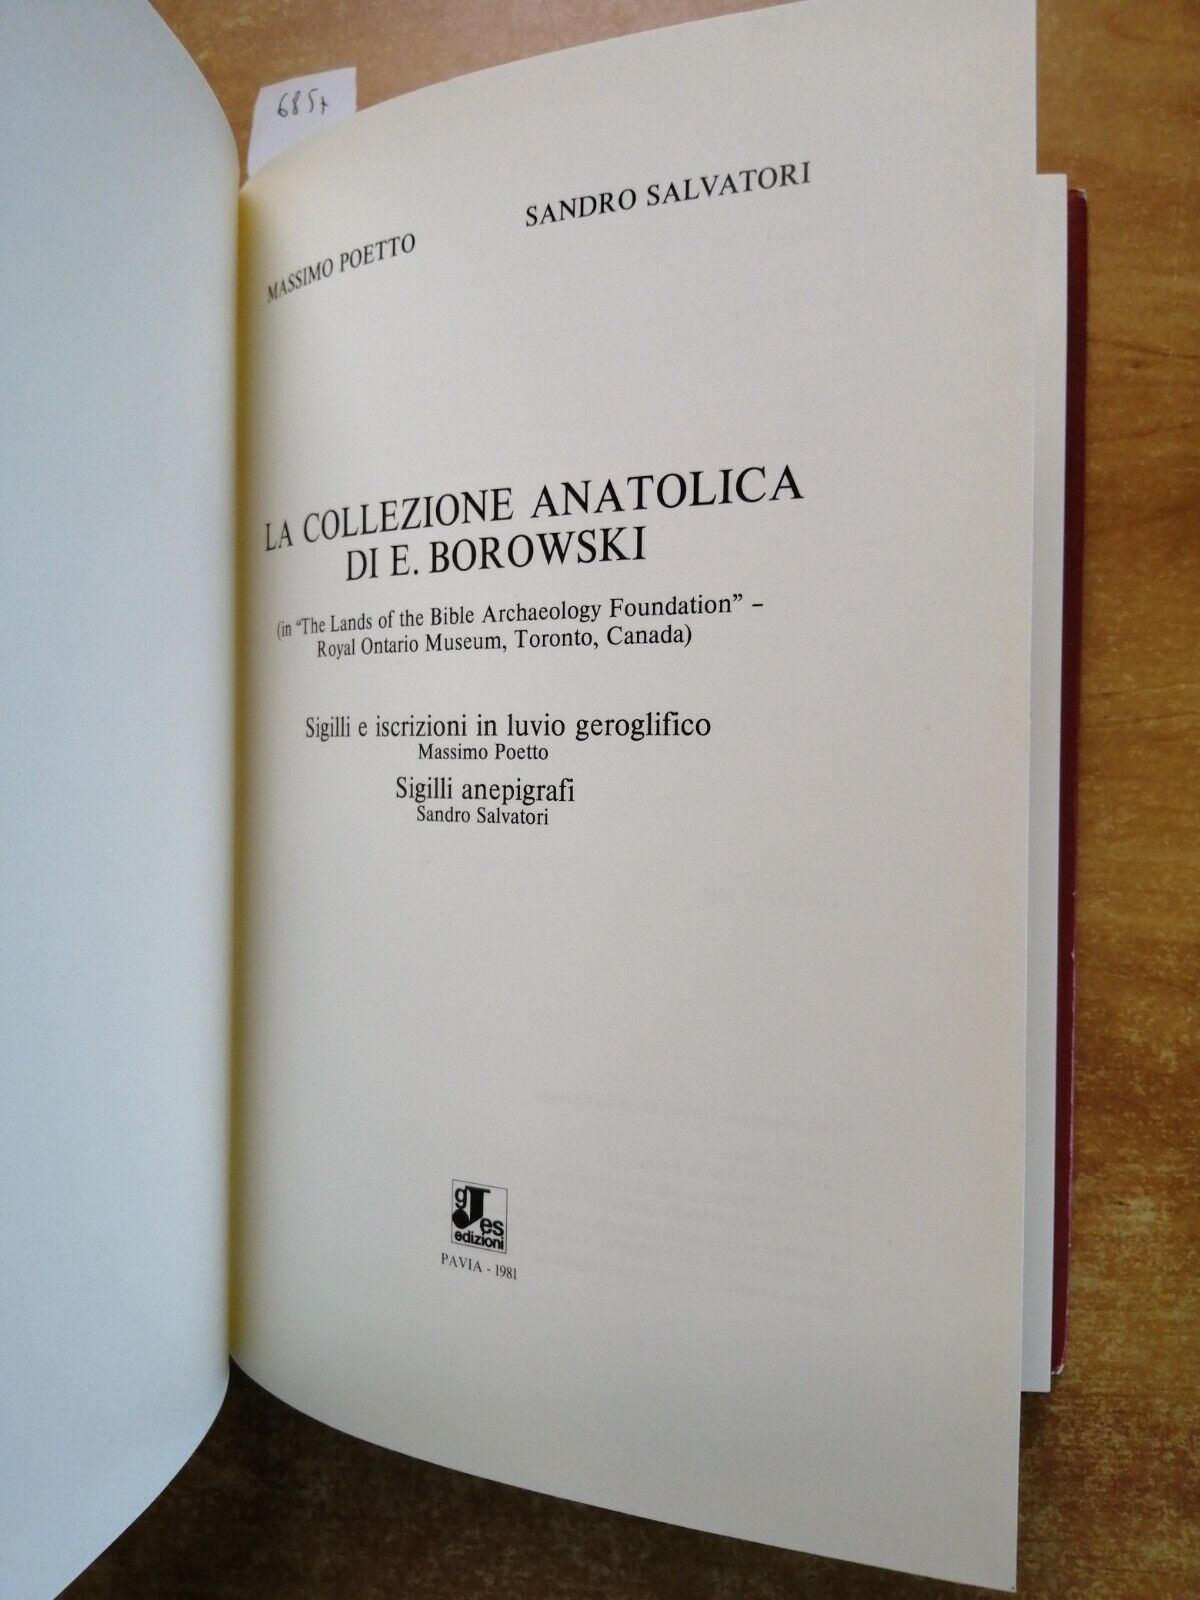 685+
MASSIMO POETTO
SANDRO SALVATORI
LA COLLEZIONE ANATOLICA
DI E. BOROWSKI
(in “The Lands of the Bible Archaeology Foundation” –
Royal Ontario Museum, Toronto, Canada)
Sigilli e iscrizioni in luvio geroglifico
Massimo Poetto
Sigilli anepigrafi
Sandro Salvatori
gJes
edizioni
PAVIA - 1981